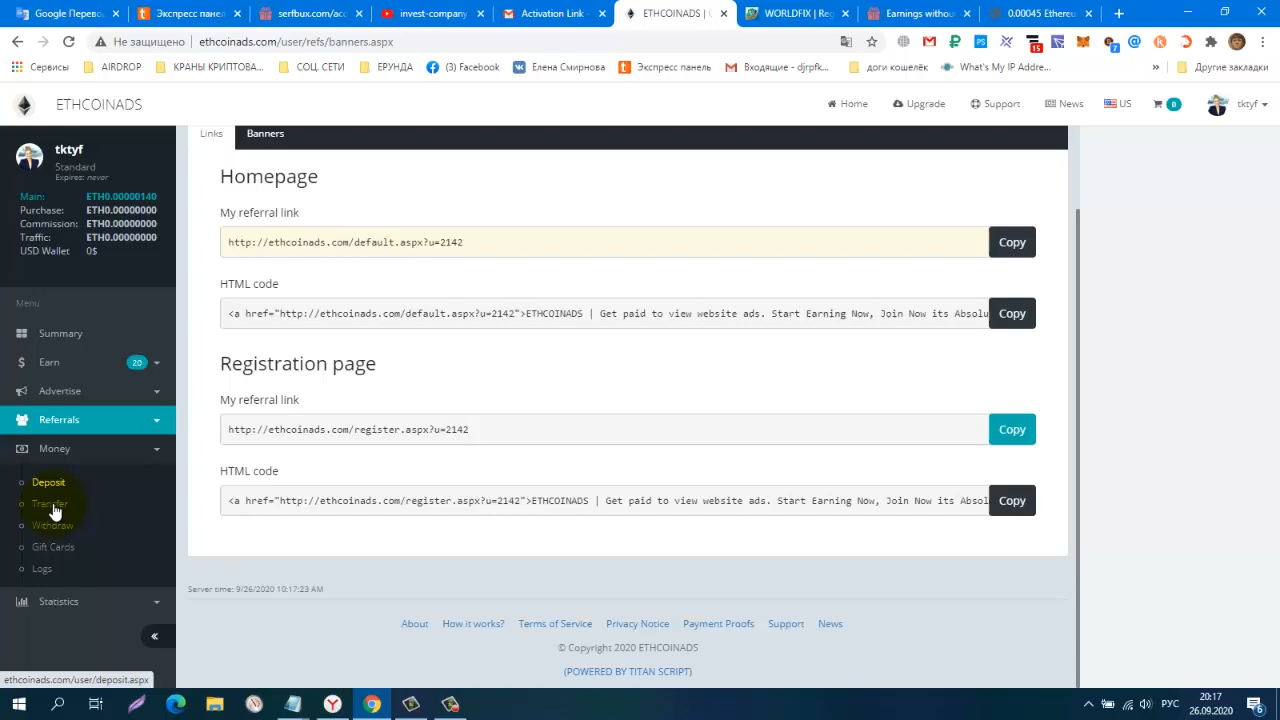 Google Перевод
Экспресс панел
serfbux.com/acc
invest-company
Activation Link -
ETHCOINADS | С
WORLDFIX | Reg
Earnings withou
0.00045 Ethereu
Не защищено | ethcoinads.com/user/refs/banners.aspx
15
7
Сервисы AIRDROP КРАНЫ КРИПТОВА... СОЦ. СЕТИ ЕРУНДА (3) Facebook Елена Смирнова Экспресс панель Входящие - djrpfk... доги кошелёк What's My IP Addre... » Другие закладки
ETHCOINADS
Home Upgrade Support News US 0 tktyf
tktyf
Standard
Expires: never
Main: ETH0.00000140
Purchase: ETH0.00000000
Commission: ETH0.00000000
Traffic: ETH0.00000000
USD Wallet 0$
Menu
Summary
Earn 20
Advertise
Referrals
Money
Deposit
Transfer
Withdraw
Gift Cards
Logs
Statistics
«
Links Banners
Homepage
My referral link
http://ethcoinads.com/default.aspx?u=2142 Copy
HTML code
<a href="http://ethcoinads.com/default.aspx?u=2142">ETHCOINADS | Get paid to view website ads. Start Earning Now, Join Now its Absolu Copy
Registration page
My referral link
http://ethcoinads.com/register.aspx?u=2142 Copy
HTML code
<a href="http://ethcoinads.com/register.aspx?u=2142">ETHCOINADS | Get paid to view website ads. Start Earning Now, Join Now its Absol Copy
Server time: 9/26/2020 10:17:23 AM
About How it works? Terms of Service Privacy Notice Payment Proofs Support News
© Copyright 2020 ETHCOINADS
(POWERED BY TITAN SCRIPT)
ethcoinads.com/user/deposit.aspx
РУС
20:17
26.09.2020
6